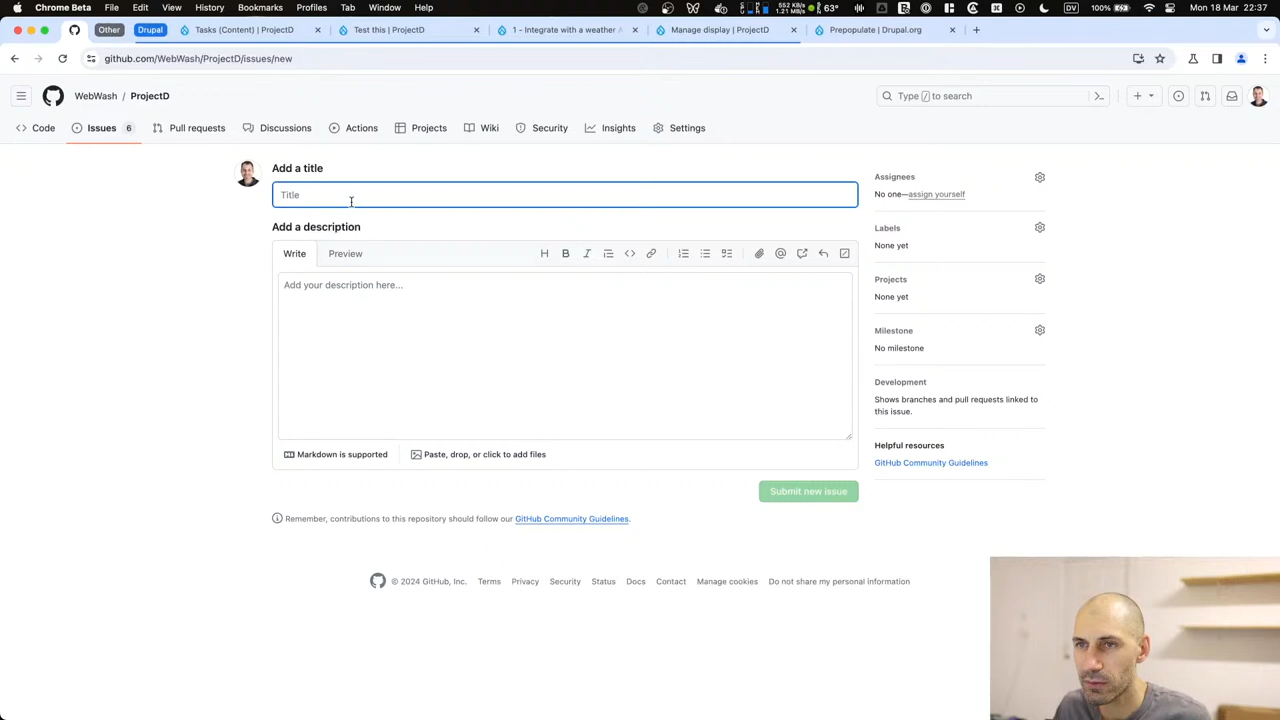 Chrome Beta File Edit View History Bookmarks Profiles Tab Window Help
100%
Mon 18 Mar 22:37
Other
Drupal
Tasks (Content) | ProjectD
Test this | ProjectD
1 - Integrate with a weather
Manage display | ProjectD
Prepopulate | Drupal.org
github.com/WebWash/ProjectD/issues/new
WebWash / ProjectD
Type / to search
Code
Issues 6
Pull requests
Discussions
Actions
Projects
Wiki
Security
Insights
Settings
Add a title
Title
Add a description
Write
Preview
Add your description here...
Markdown is supported
Paste, drop, or click to add files
Submit new issue
Remember, contributions to this repository should follow our GitHub Community Guidelines.
Assignees
No one—assign yourself
Labels
None yet
Projects
None yet
Milestone
No milestone
Development
Shows branches and pull requests linked to
this issue.
Helpful resources
GitHub Community Guidelines
© 2024 GitHub, Inc. Terms Privacy Security Status Docs Contact Manage cookies Do not share my personal information